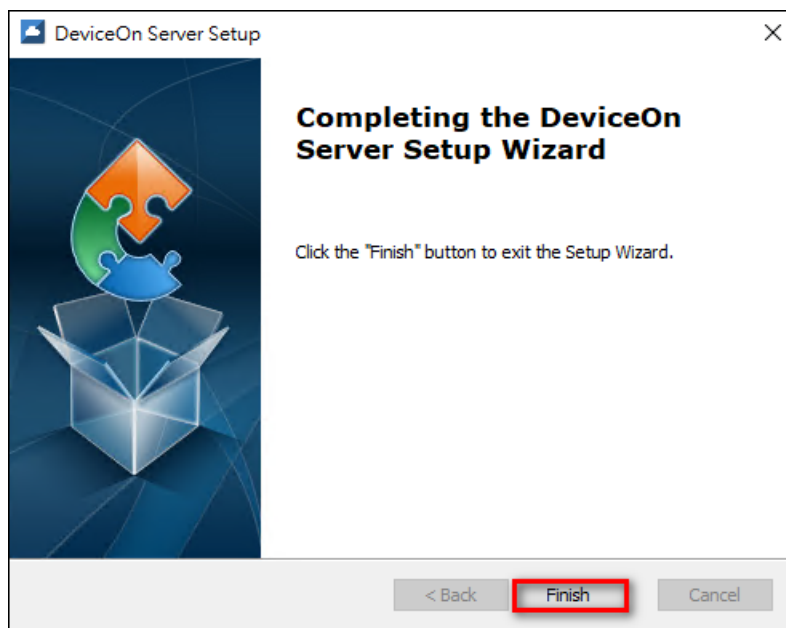 DeviceOn Server Setup
Completing the DeviceOn
Server Setup Wizard
Click the "Finish" button to exit the Setup Wizard.
< Back
Finish
Cancel